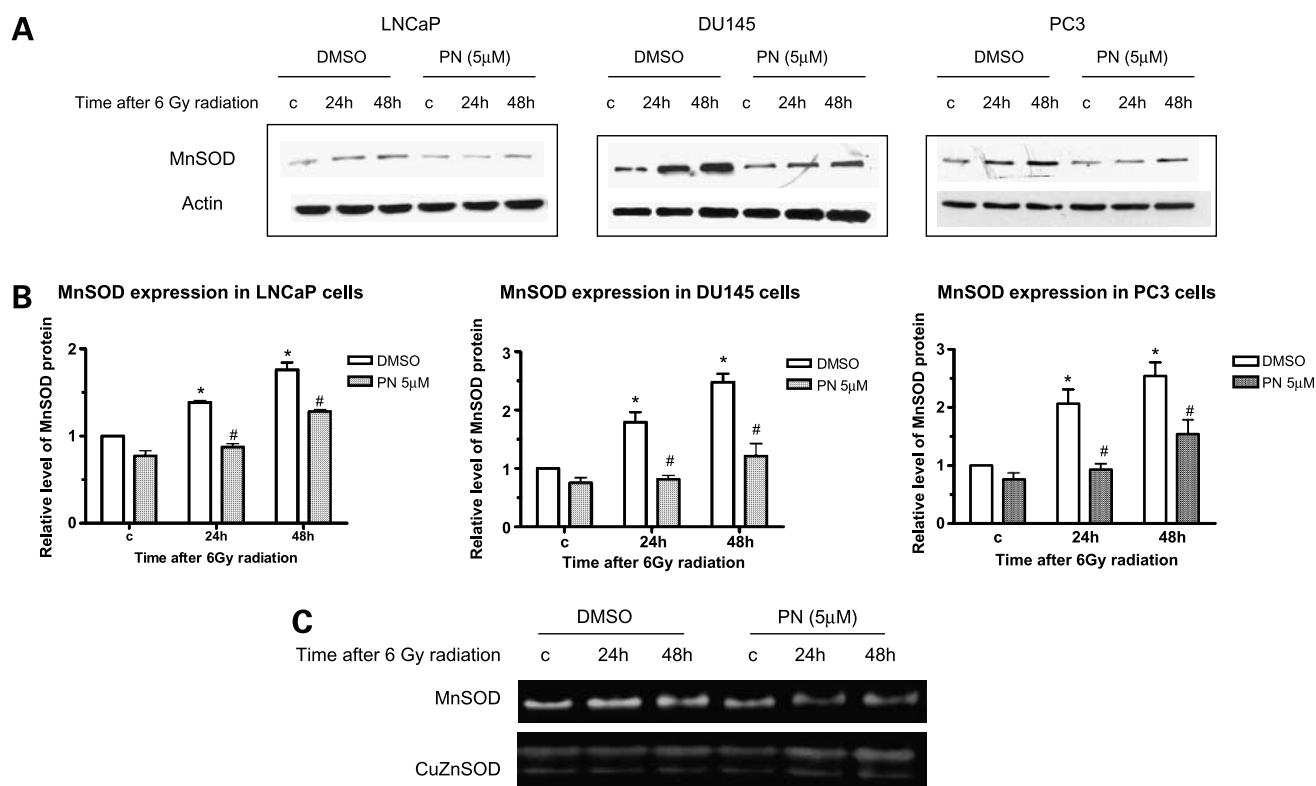 A
LNCaP DU145 PC3
DMSO PN (5μM) DMSO PN (5μM) DMSO PN (5μM)
Time after 6 Gy radiation c 24h 48h c 24h 48h c 24h 48h c 24h 48h c 24h 48h c 24h 48h
MnSOD
Actin
B
MnSOD expression in LNCaP cells
Relative level of MnSOD protein
2
1
0
* * # #
DMSO
PN 5μM
c 24h 48h
Time after 6Gy radiation
MnSOD expression in DU145 cells
Relative level of MnSOD protein
3
2
1
0
* * # #
DMSO
PN 5μM
c 24h 48h
Time after 6Gy radiation
MnSOD expression in PC3 cells
Relative level of MnSOD protein
3
2
1
0
* * # #
DMSO
PN 5μM
c 24h 48h
Time after 6Gy radiation
C
DMSO PN (5μM)
Time after 6 Gy radiation c 24h 48h c 24h 48h
MnSOD
CuZnSOD